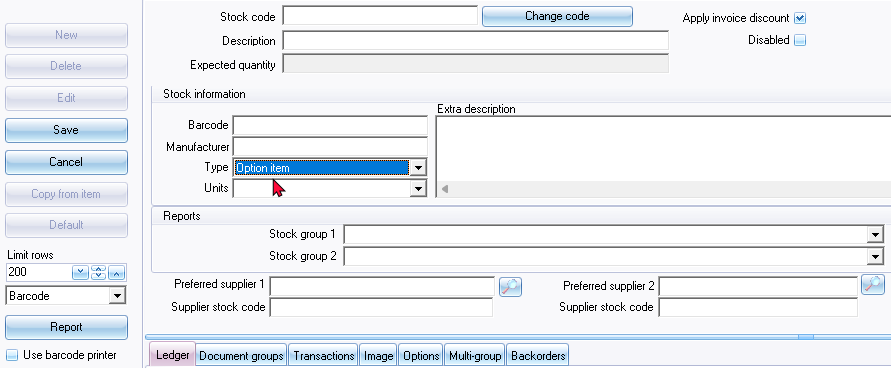 New
Delete
Edit
Save
Cancel
Copy from item
Default
Limit rows
200
Barcode
Report
Use barcode printer
Stock code
Change code
Apply invoice discount
Description
Disabled
Expected quantity
Stock information
Extra description
Barcode
Manufacturer
Type Option item
Units
Reports
Stock group 1
Stock group 2
Preferred supplier 1
Preferred supplier 2
Supplier stock code
Supplier stock code
Ledger Document groups Transactions Image Options Multi-group Backorders